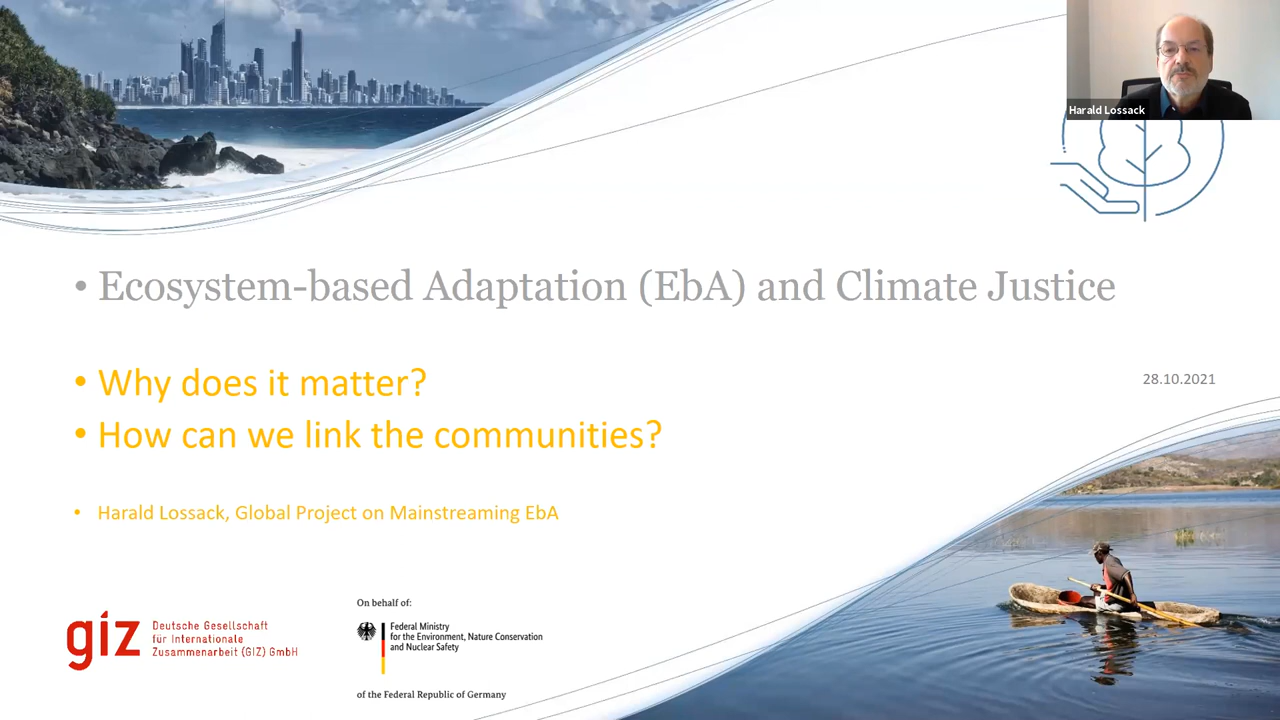 Harald Lossack
• Ecosystem-based Adaptation (EbA) and Climate Justice
• Why does it matter?
28.10.2021
• How can we link the communities?
• Harald Lossack, Global Project on Mainstreaming EbA
giz
Deutsche Gesellschaft
für Internationale
Zusammenarbeit (GIZ) GmbH
On behalf of:
Federal Ministry
for the Environment, Nature Conservation
and Nuclear Safety
of the Federal Republic of Germany